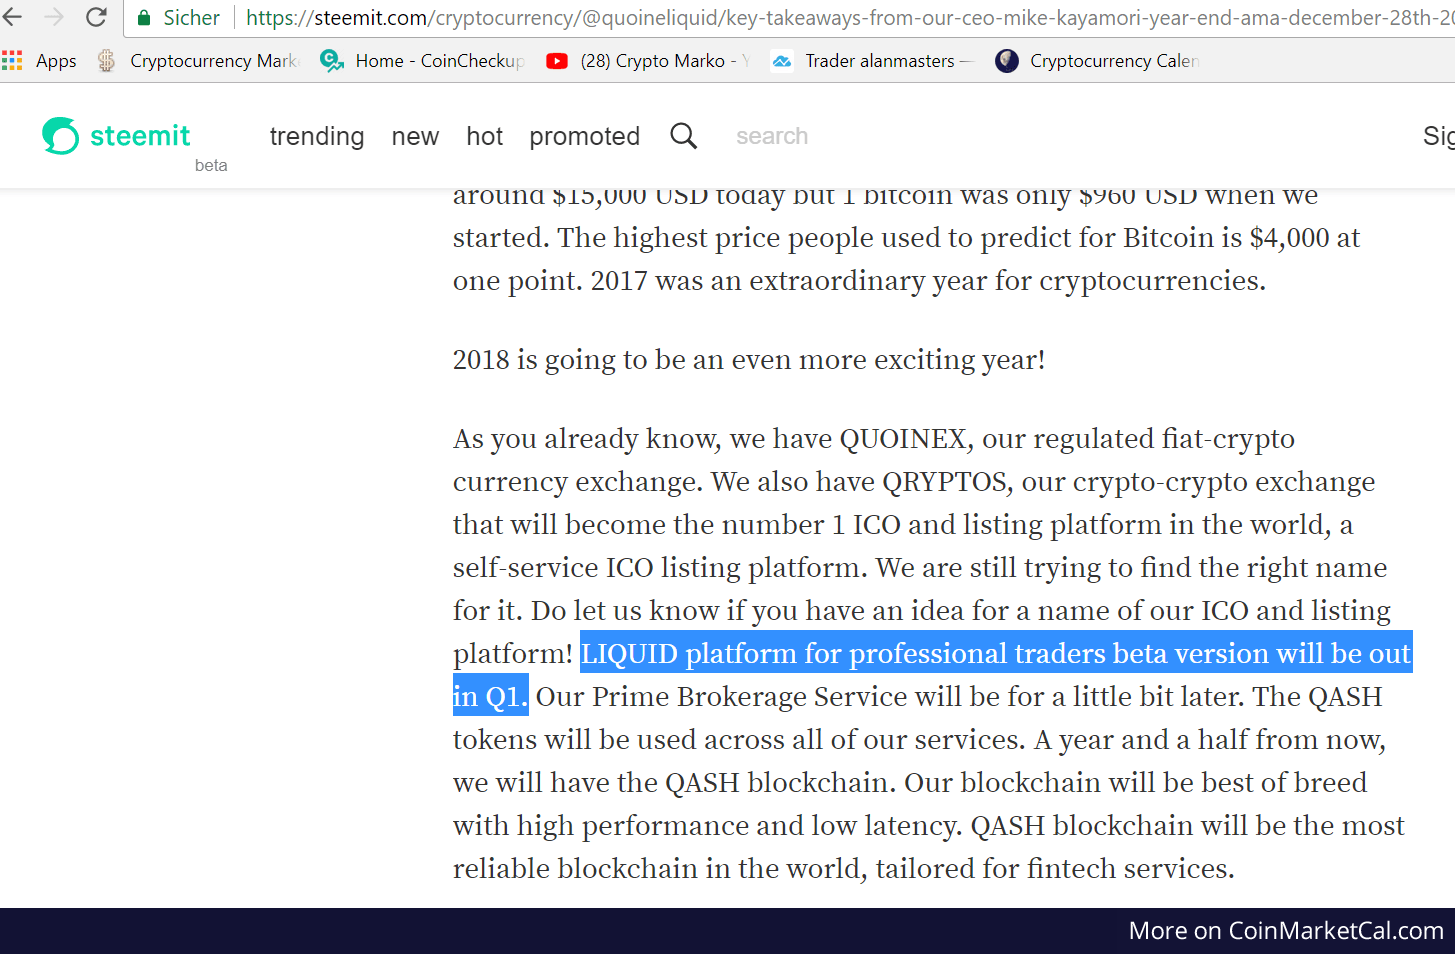 Sicher https://steemit.com/cryptocurrency/@quoineliquid/key-takeaways-from-our-ceo-mike-kayamori-year-end-ama-december-28th-20
Apps Cryptocurrency Mark Home - CoinCheckup (28) Crypto Marko - Y Trader alanmasters — Cryptocurrency Calen
steemit trending new hot promoted search Sig
beta
around $15,000 USD today but 1 bitcoin was only $960 USD when we
started. The highest price people used to predict for Bitcoin is $4,000 at
one point. 2017 was an extraordinary year for cryptocurrencies.
2018 is going to be an even more exciting year!
As you already know, we have QUOINEX, our regulated fiat-crypto
currency exchange. We also have QRYPTOS, our crypto-crypto exchange
that will become the number 1 ICO and listing platform in the world, a
self-service ICO listing platform. We are still trying to find the right name
for it. Do let us know if you have an idea for a name of our ICO and listing
platform! LIQUID platform for professional traders beta version will be out
in Q1. Our Prime Brokerage Service will be for a little bit later. The QASH
tokens will be used across all of our services. A year and a half from now,
we will have the QASH blockchain. Our blockchain will be best of breed
with high performance and low latency. QASH blockchain will be the most
reliable blockchain in the world, tailored for fintech services.
More on CoinMarketCal.com